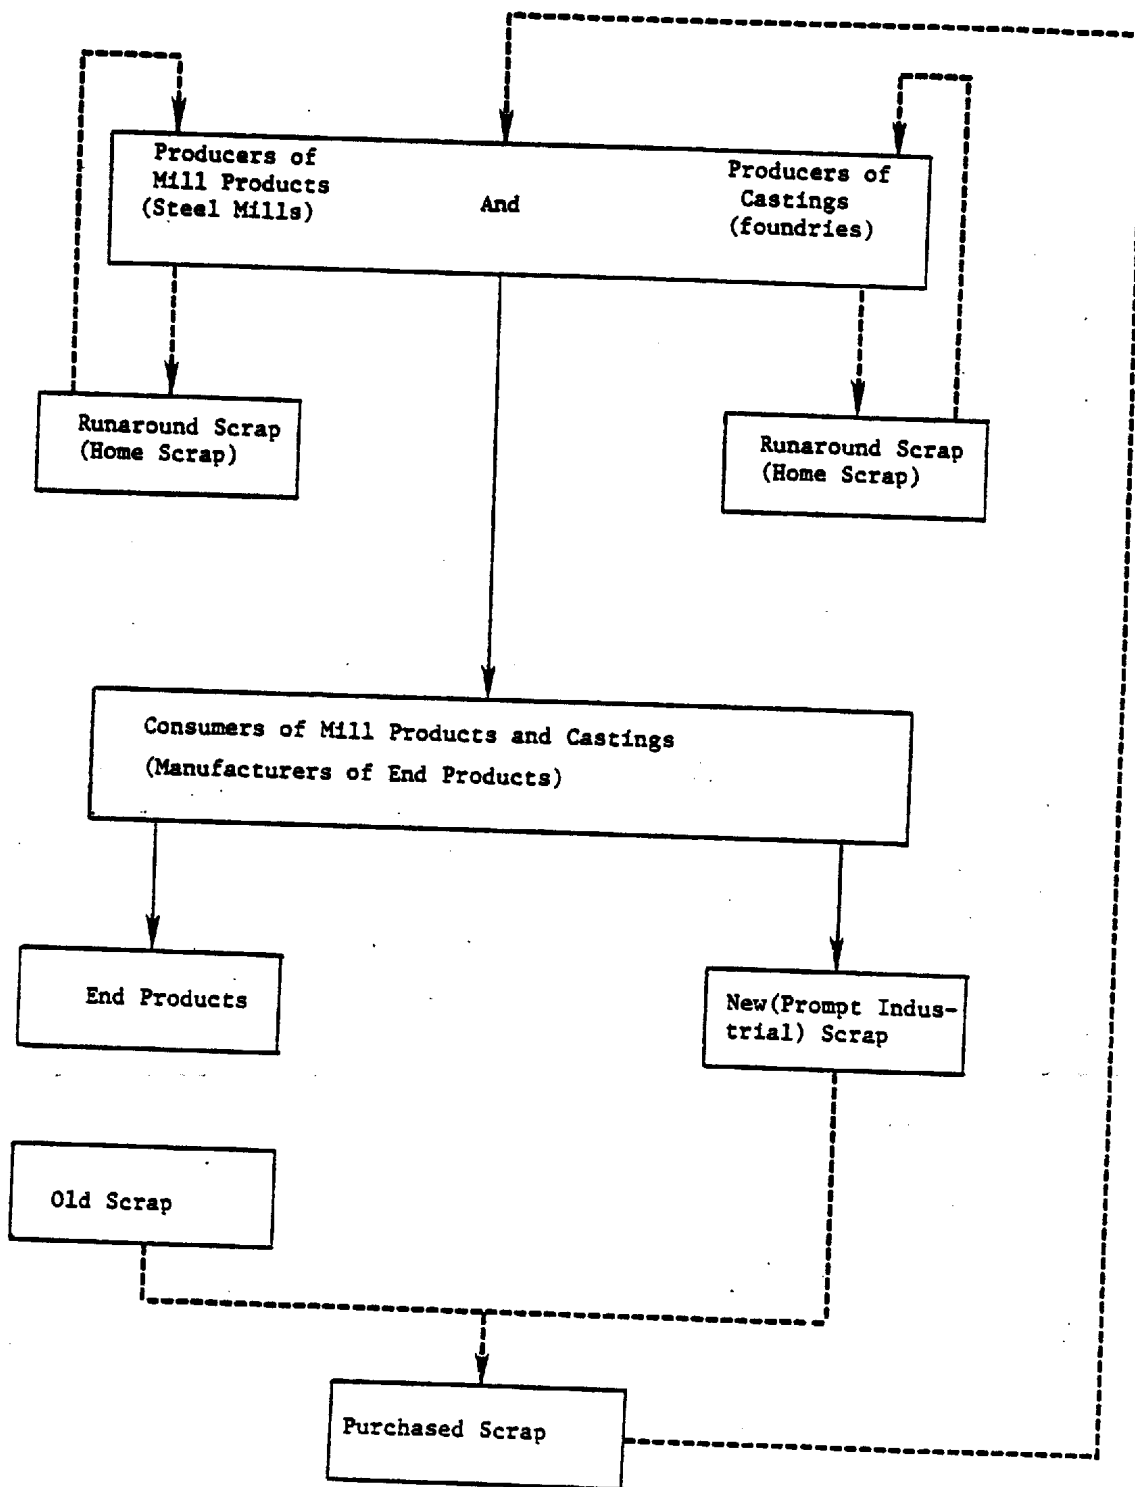 Producers of
Mill Products
(Steel Mills)
And
Producers of
Castings
(foundries)
Runaround Scrap
(Home Scrap)
Runaround Scrap
(Home Scrap)
Consumers of Mill Products and Castings
(Manufacturers of End Products)
End Products
New(Prompt Indus-
trial) Scrap
Old Scrap
Purchased Scrap